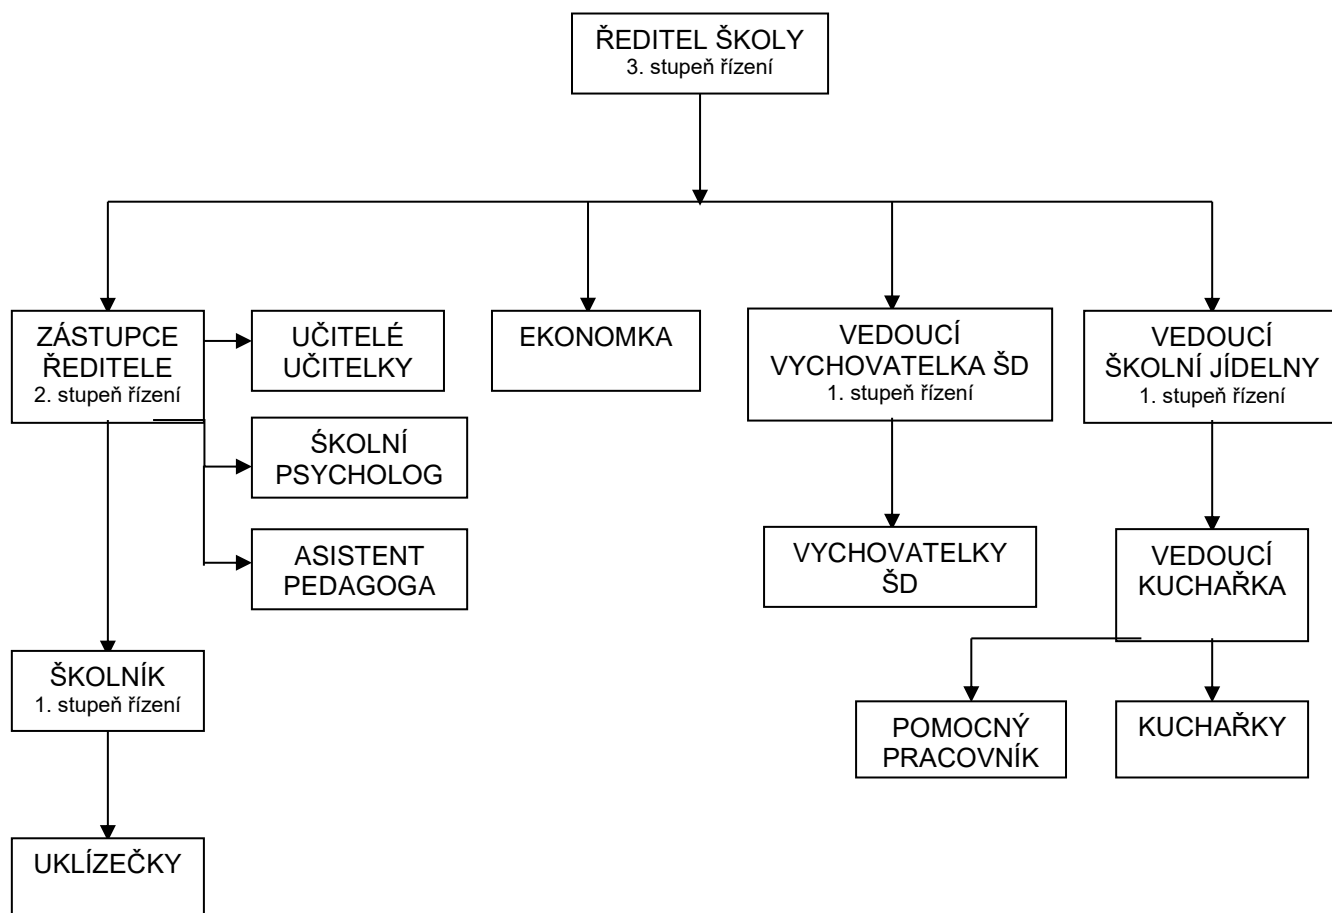 ŘEDITEL ŠKOLY
3. stupeň řízení
ZÁSTUPCE
ŘEDITELE
2. stupeň řízení
UČITELÉ
UČITELKY
EKONOMKA
VEDOUCÍ
VYCHOVATELKA ŠD
1. stupeň řízení
VEDOUCÍ
ŠKOLNÍ JÍDELNY
1. stupeň řízení
ŚKOLNÍ
PSYCHOLOG
ASISTENT
PEDAGOGA
VYCHOVATELKY
ŠD
VEDOUCÍ
KUCHAŘKA
ŠKOLNÍK
1. stupeň řízení
POMOCNÝ
PRACOVNÍK
KUCHAŘKY
UKLÍZEČKY